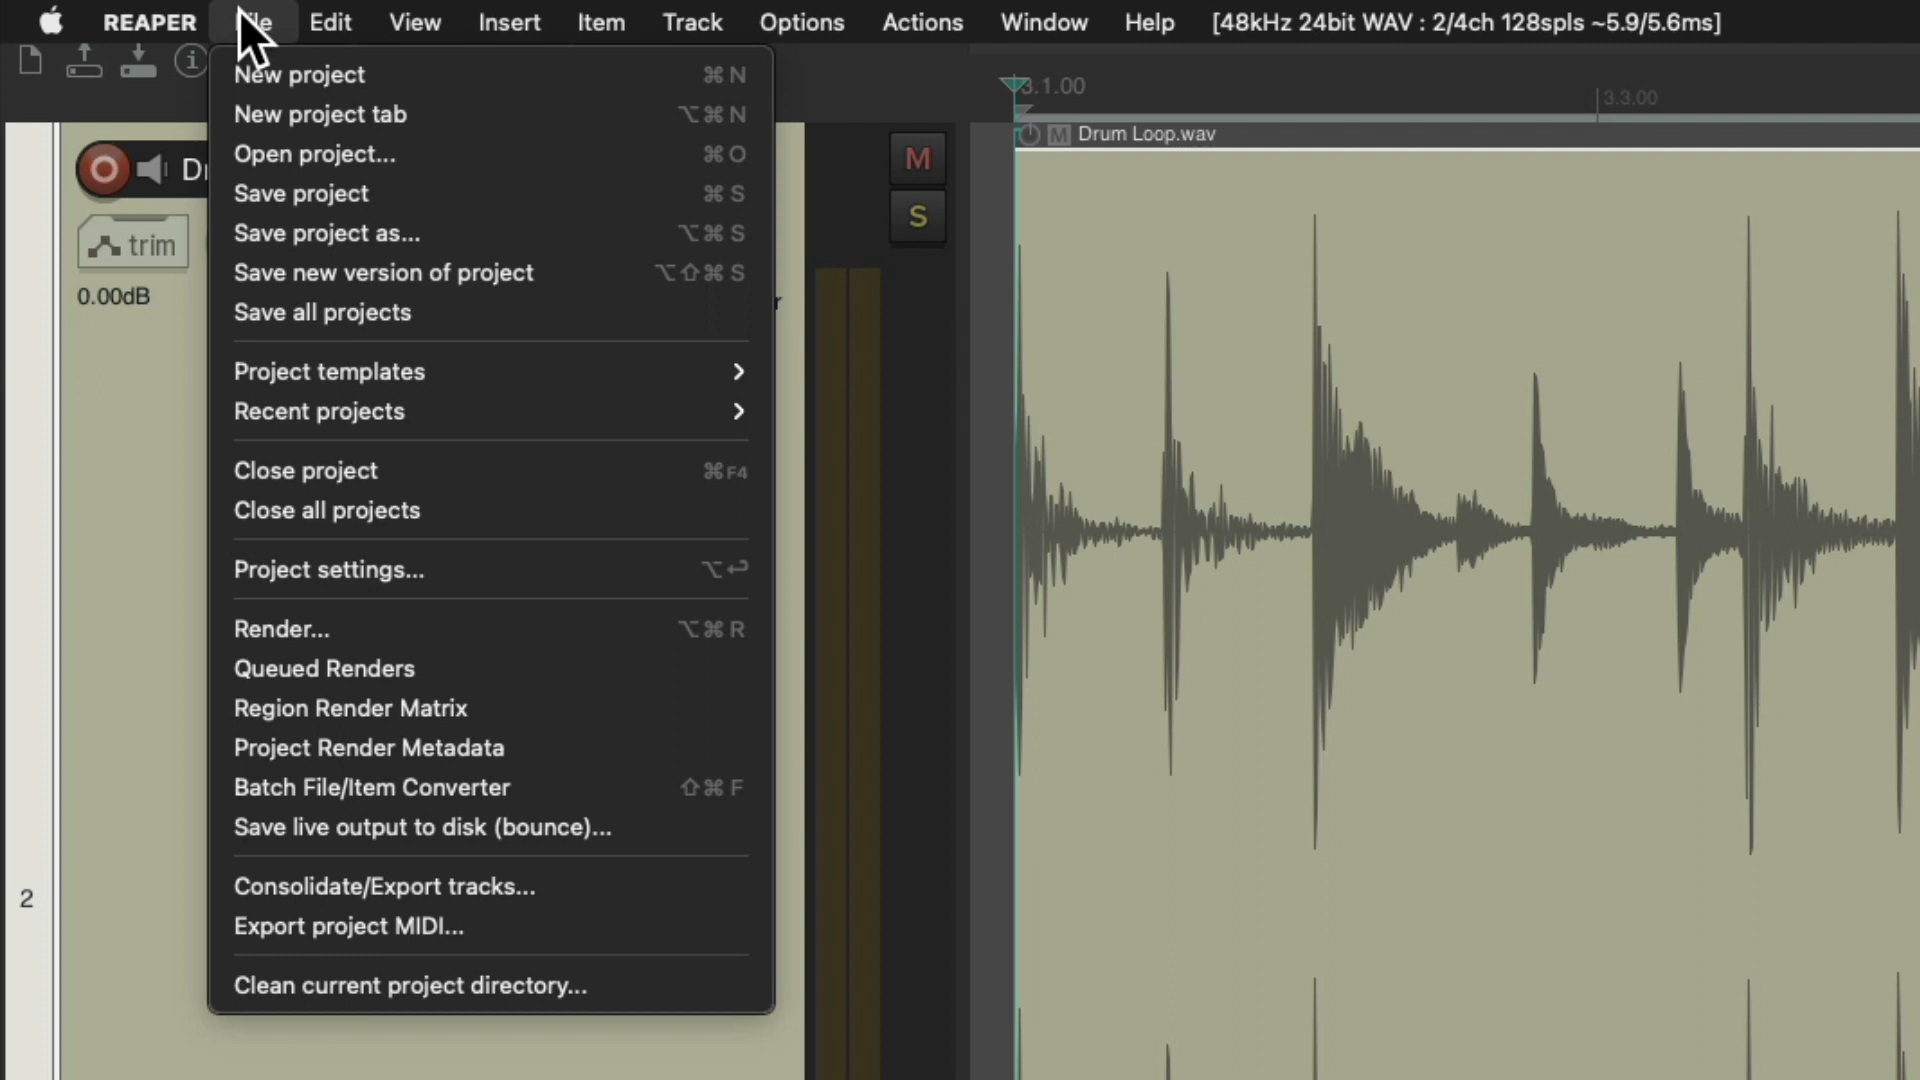 REAPER File Edit View Insert Item Track Options Actions Window Help [48kHz 24bit WAV : 2/4ch 128spls ~5.9/5.6ms]
New project ⌘ N
New project tab ⌥⌘ N
Open project... ⌘ O
Save project ⌘ S
Save project as... ⌥⌘ S
Save new version of project ⌥⇧⌘ S
Save all projects
Project templates
Recent projects
Close project ⌘F4
Close all projects
Project settings... ⌥↩
Render... ⌥⌘ R
Queued Renders
Region Render Matrix
Project Render Metadata
Batch File/Item Converter ⇧⌘ F
Save live output to disk (bounce)...
Consolidate/Export tracks...
Export project MIDI...
Clean current project directory...
trim
0.00dB
2
M
S
3.1.00
3.3.00
M Drum Loop.wav